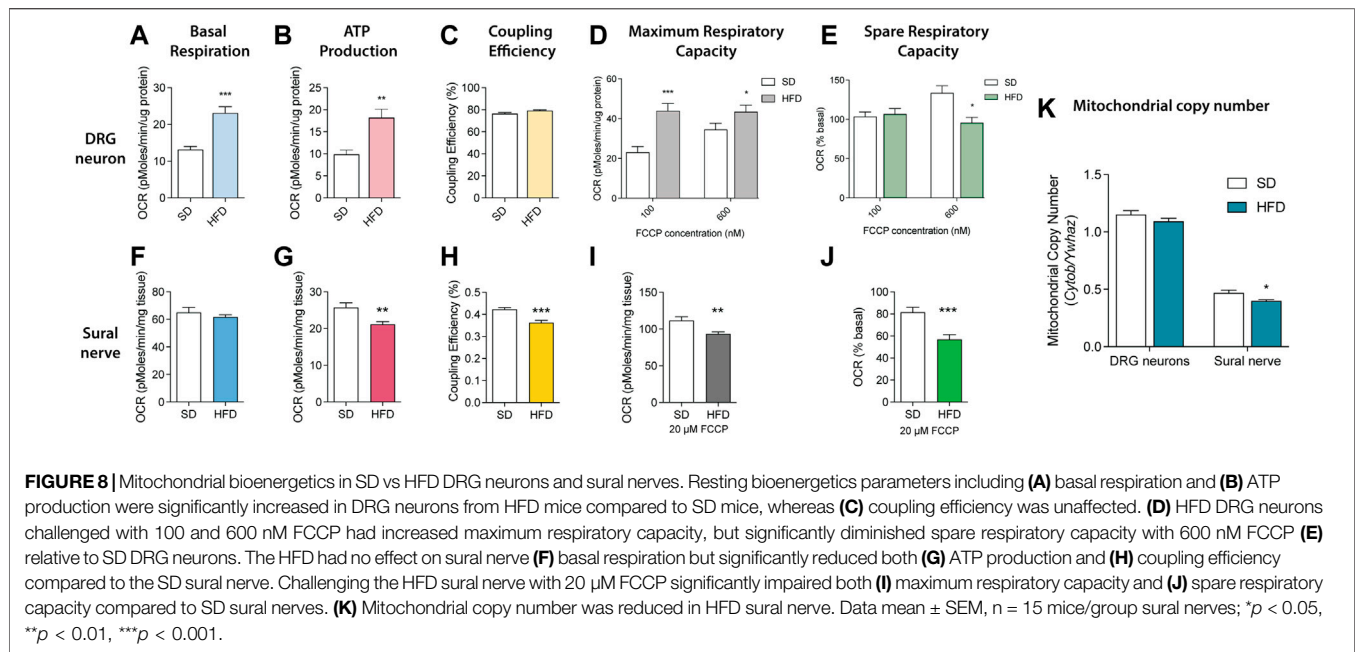 A Basal Respiration
B ATP Production
C Coupling Efficiency
D Maximum Respiratory Capacity
E Spare Respiratory Capacity
DRG neuron
OCR (pMoles/min/ug protein)
30
20
10
0
***
SD
HFD
OCR (pMoles/min/ug protein)
25
20
15
10
5
0
**
SD
HFD
Coupling Efficiency (%)
100
80
60
40
20
0
SD
HFD
OCR (pMoles/min/ug protein)
60
40
20
0
***
*
SD
HFD
100
600
FCCP concentration (nM)
OCR (% basal)
150
100
50
0
*
SD
HFD
100
600
FCCP concentration (nM)
K Mitochondrial copy number
Mitochondrial Copy Number
(Cytob/Ywhaz)
1.5
1.0
0.5
0.0
SD
HFD
*
DRG neurons
Sural nerve
Sural nerve
F
OCR (pMoles/min/mg tissue)
80
60
40
20
0
SD
HFD
G
OCR (pMoles/min/mg tissue)
30
20
10
0
**
SD
HFD
H
Coupling Efficiency (%)
0.5
0.4
0.3
0.2
0.1
0.0
***
SD
HFD
I
OCR (pMoles/min/mg tissue)
150
100
50
0
**
SD
HFD
20 µM FCCP
J
OCR (% basal)
100
80
60
40
20
0
***
SD
HFD
20 µM FCCP
FIGURE 8 | Mitochondrial bioenergetics in SD vs HFD DRG neurons and sural nerves. Resting bioenergetics parameters including (A) basal respiration and (B) ATP
production were significantly increased in DRG neurons from HFD mice compared to SD mice, whereas (C) coupling efficiency was unaffected. (D) HFD DRG neurons
challenged with 100 and 600 nM FCCP had increased maximum respiratory capacity, but significantly diminished spare respiratory capacity with 600 nM FCCP (E)
relative to SD DRG neurons. The HFD had no effect on sural nerve (F) basal respiration but significantly reduced both (G) ATP production and (H) coupling efficiency
compared to the SD sural nerve. Challenging the HFD sural nerve with 20 µM FCCP significantly impaired both (I) maximum respiratory capacity and (J) spare respiratory
capacity compared to SD sural nerves. (K) Mitochondrial copy number was reduced in HFD sural nerve. Data mean ± SEM, n = 15 mice/group sural nerves; *p < 0.05,
**p < 0.01, ***p < 0.001.